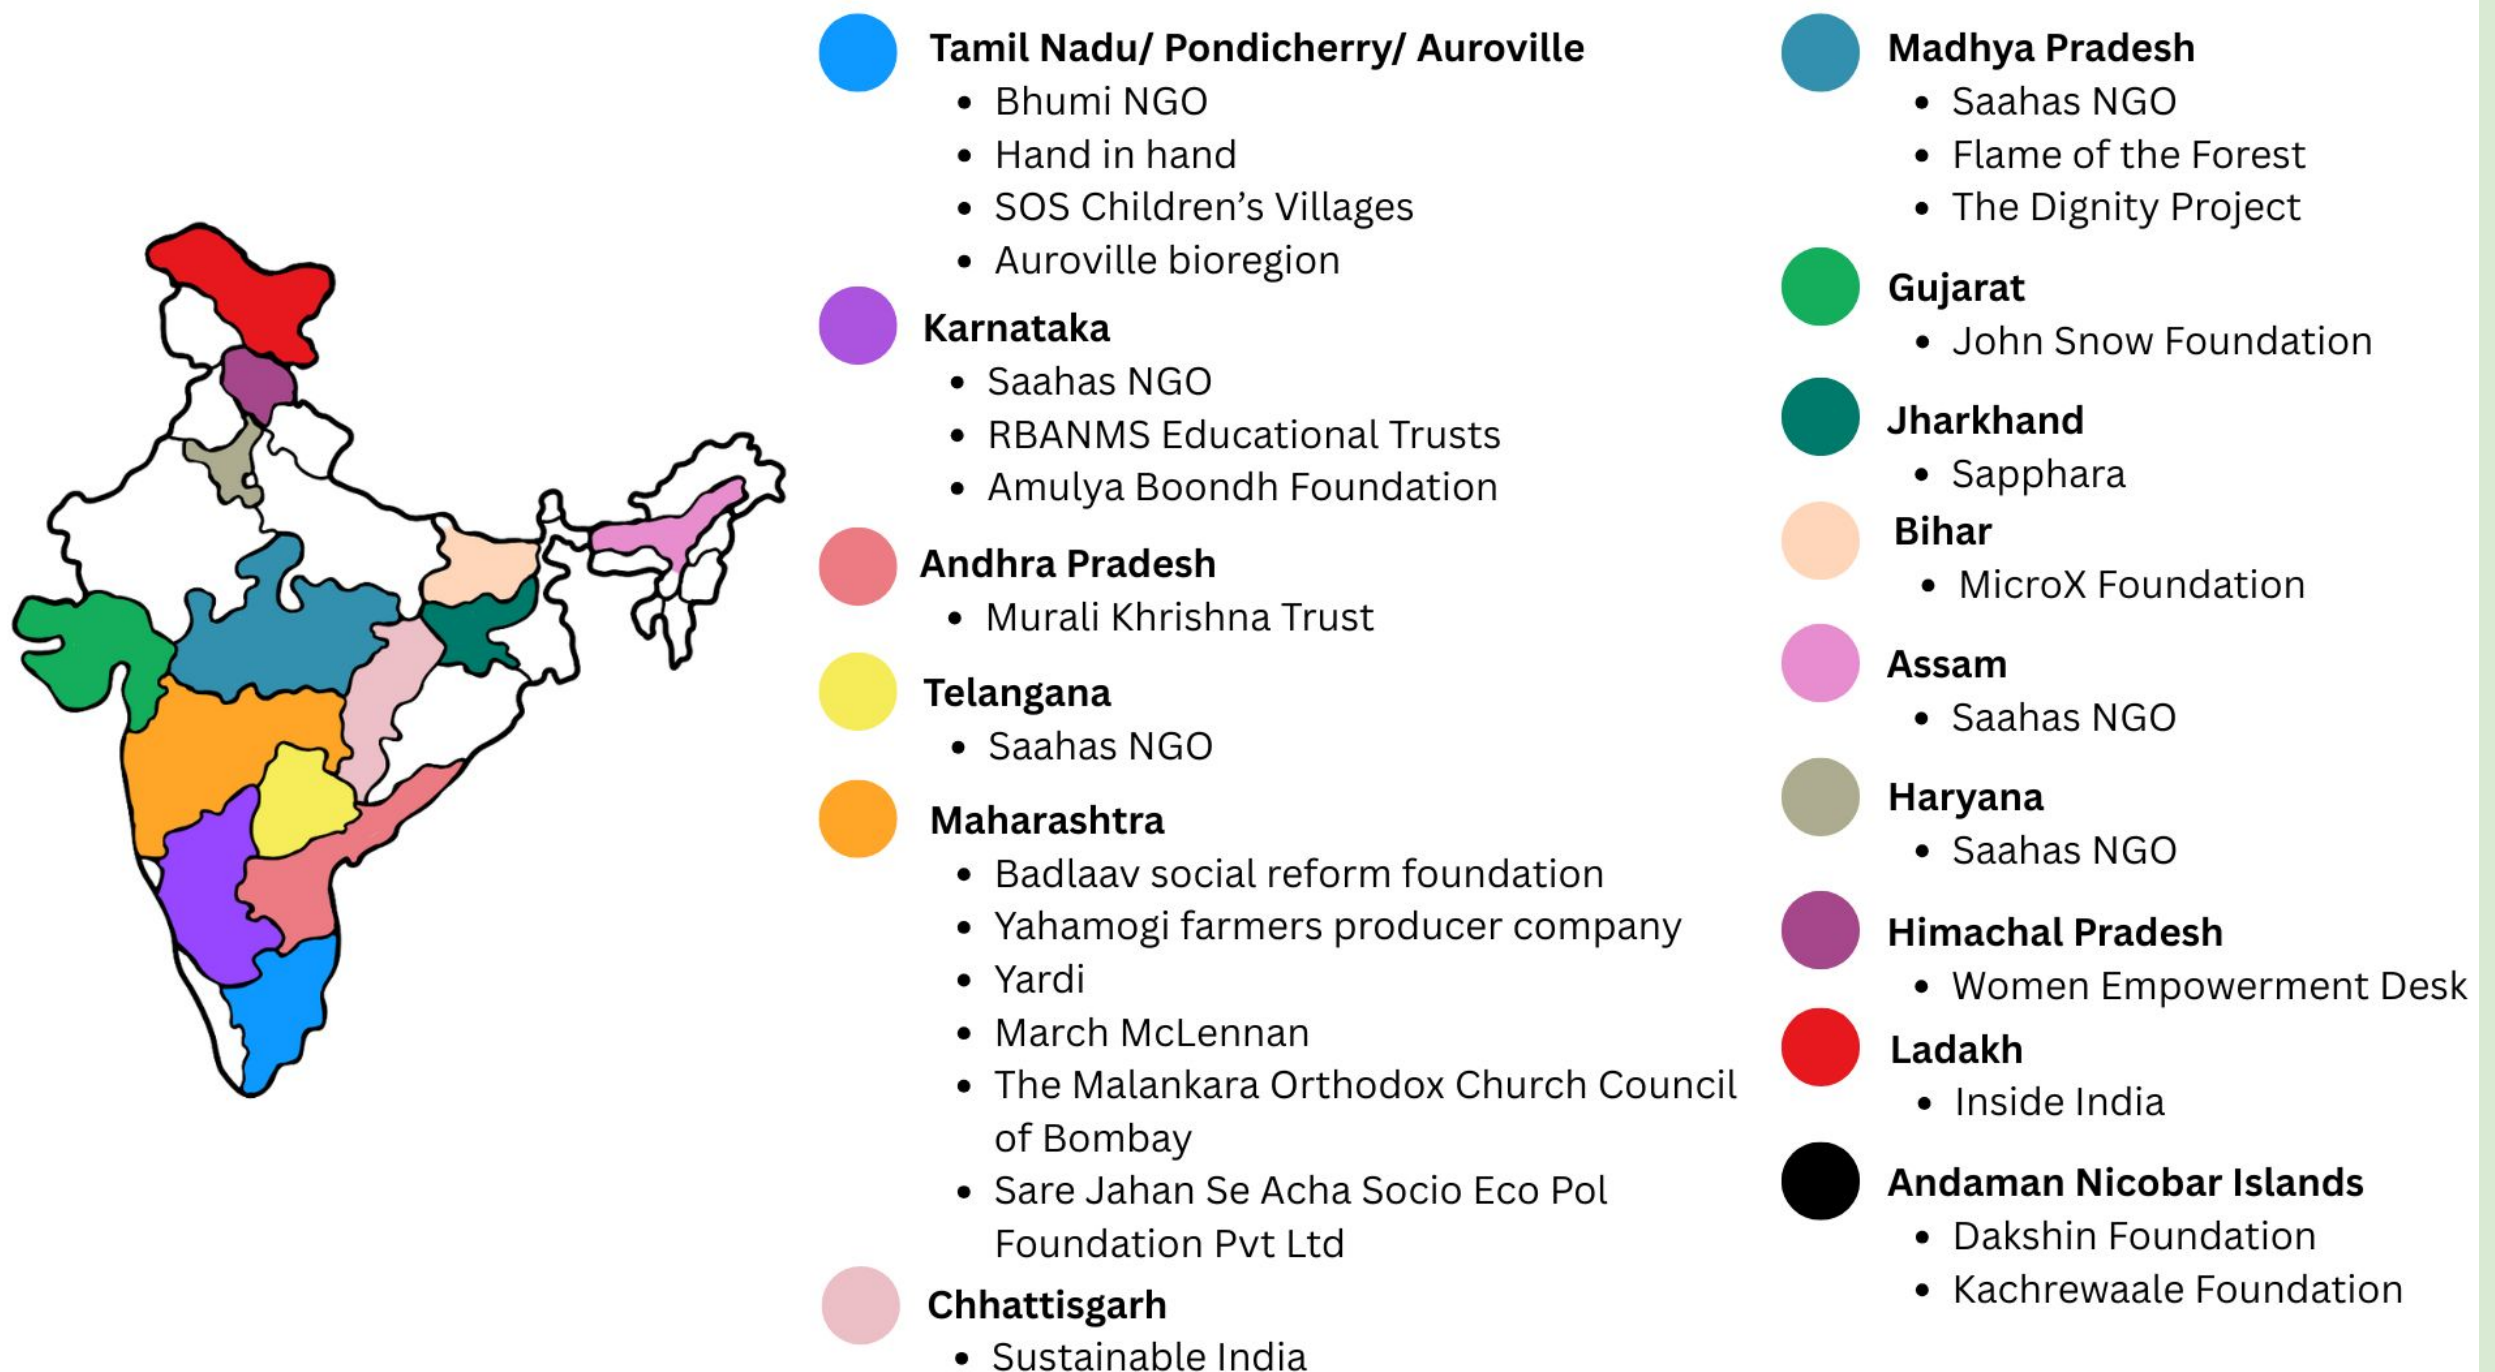 Tamil Nadu/ Pondicherry/ Auroville
• Bhumi NGO
• Hand in hand
• SOS Children’s Villages
• Auroville bioregion
Karnataka
• Saahas NGO
• RBANMS Educational Trusts
• Amulya Boondh Foundation
Andhra Pradesh
• Murali Khrishna Trust
Telangana
• Saahas NGO
Maharashtra
• Badlaav social reform foundation
• Yahamogi farmers producer company
• Yardi
• March McLennan
• The Malankara Orthodox Church Council
of Bombay
• Sare Jahan Se Acha Socio Eco Pol
Foundation Pvt Ltd
Chhattisgarh
• Sustainable India
Madhya Pradesh
• Saahas NGO
• Flame of the Forest
• The Dignity Project
Gujarat
• John Snow Foundation
Jharkhand
• Sapphara
Bihar
• MicroX Foundation
Assam
• Saahas NGO
Haryana
• Saahas NGO
Himachal Pradesh
• Women Empowerment Desk
Ladakh
• Inside India
Andaman Nicobar Islands
• Dakshin Foundation
• Kachrewaale Foundation